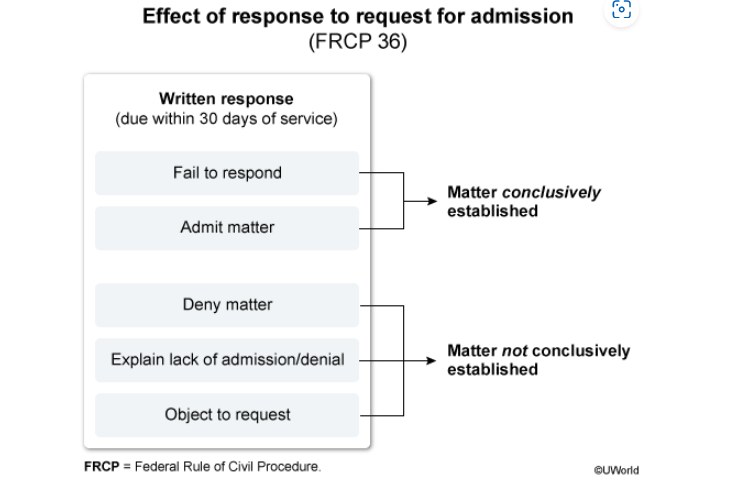 Effect of response to request for admission
(FRCP 36)
Written response
(due within 30 days of service)
Fail to respond
Admit matter
Matter conclusively
established
Deny matter
Explain lack of admission/denial
Object to request
Matter not conclusively
established
FRCP = Federal Rule of Civil Procedure.
©UWorld